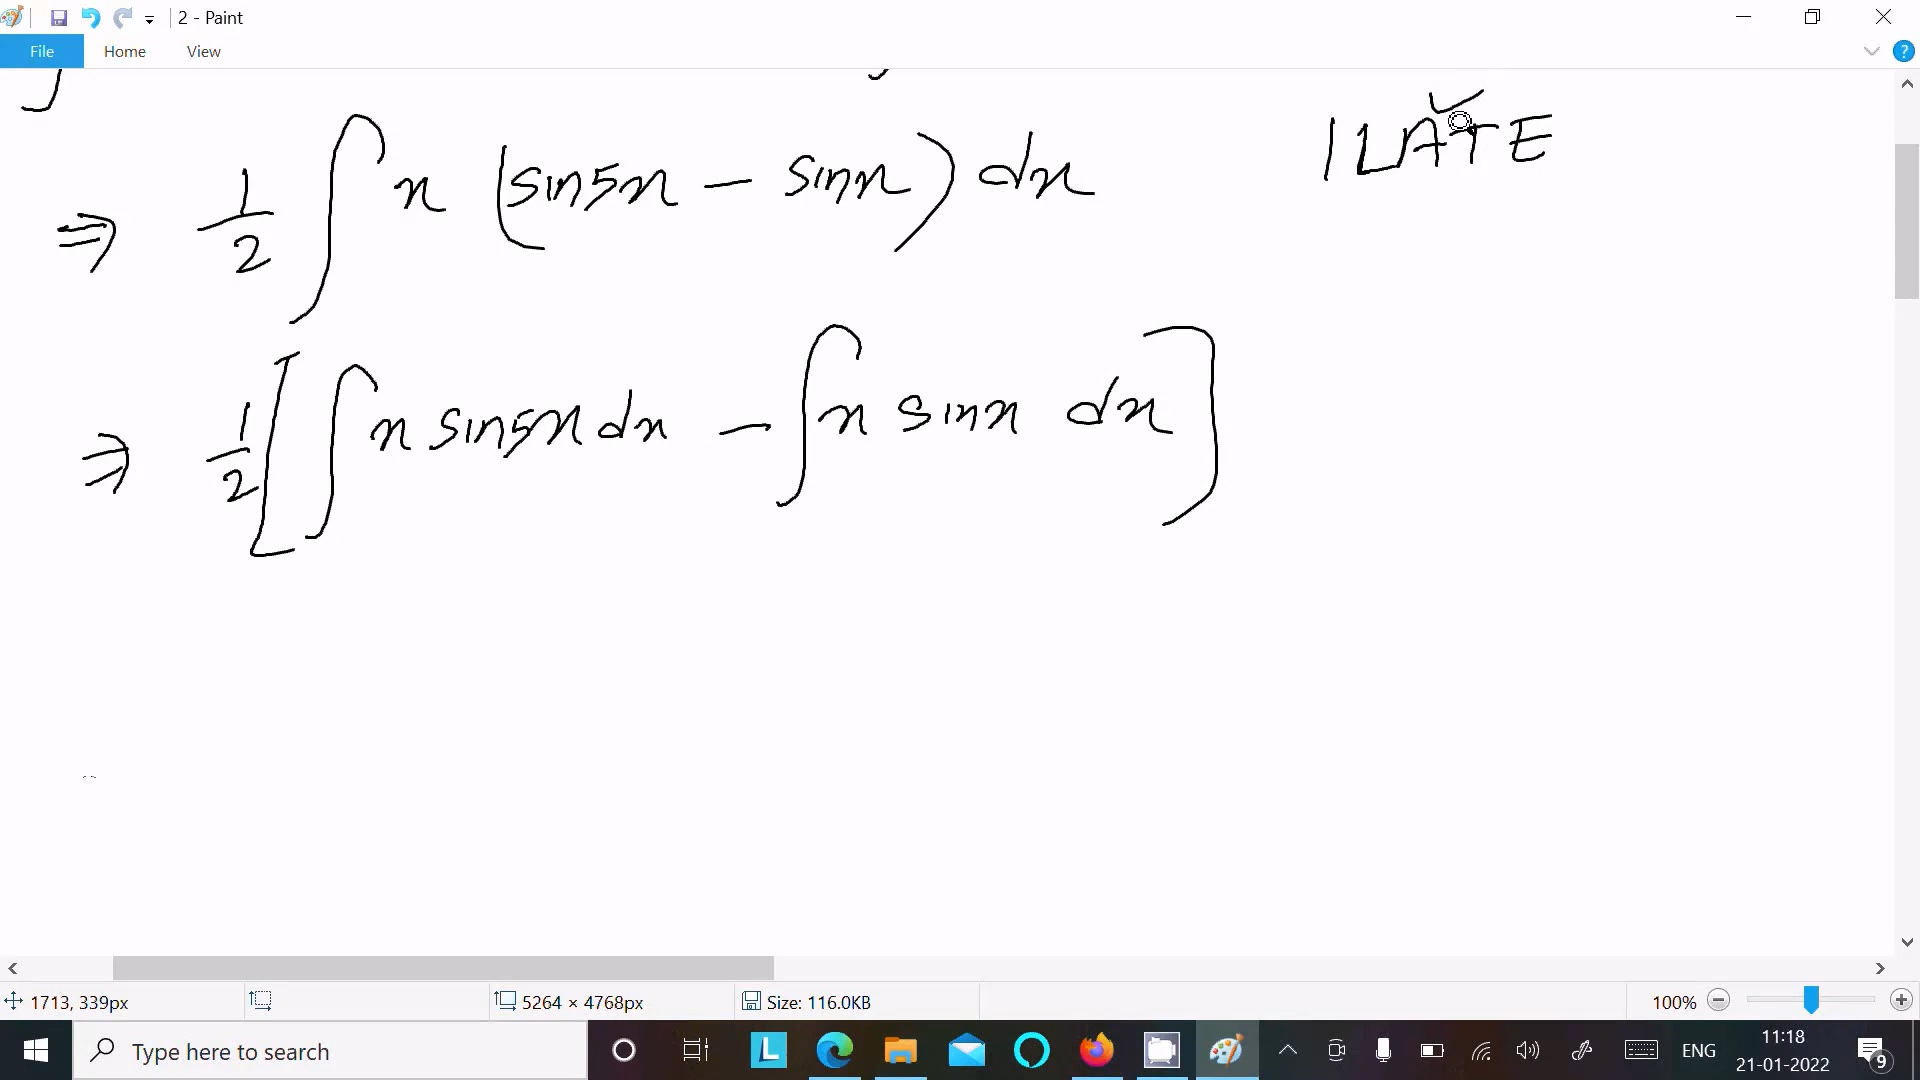 2 - Paint
File Home View
ILATE
⇒ 1/2 ∫ x (sin5x − sinx) dx
⇒ 1/2 [∫ x sin5x dx − ∫ x sinx dx]
1713, 339px
5264 × 4768px
Size: 116.0KB
100%
Type here to search
ENG
11:18
21-01-2022
9